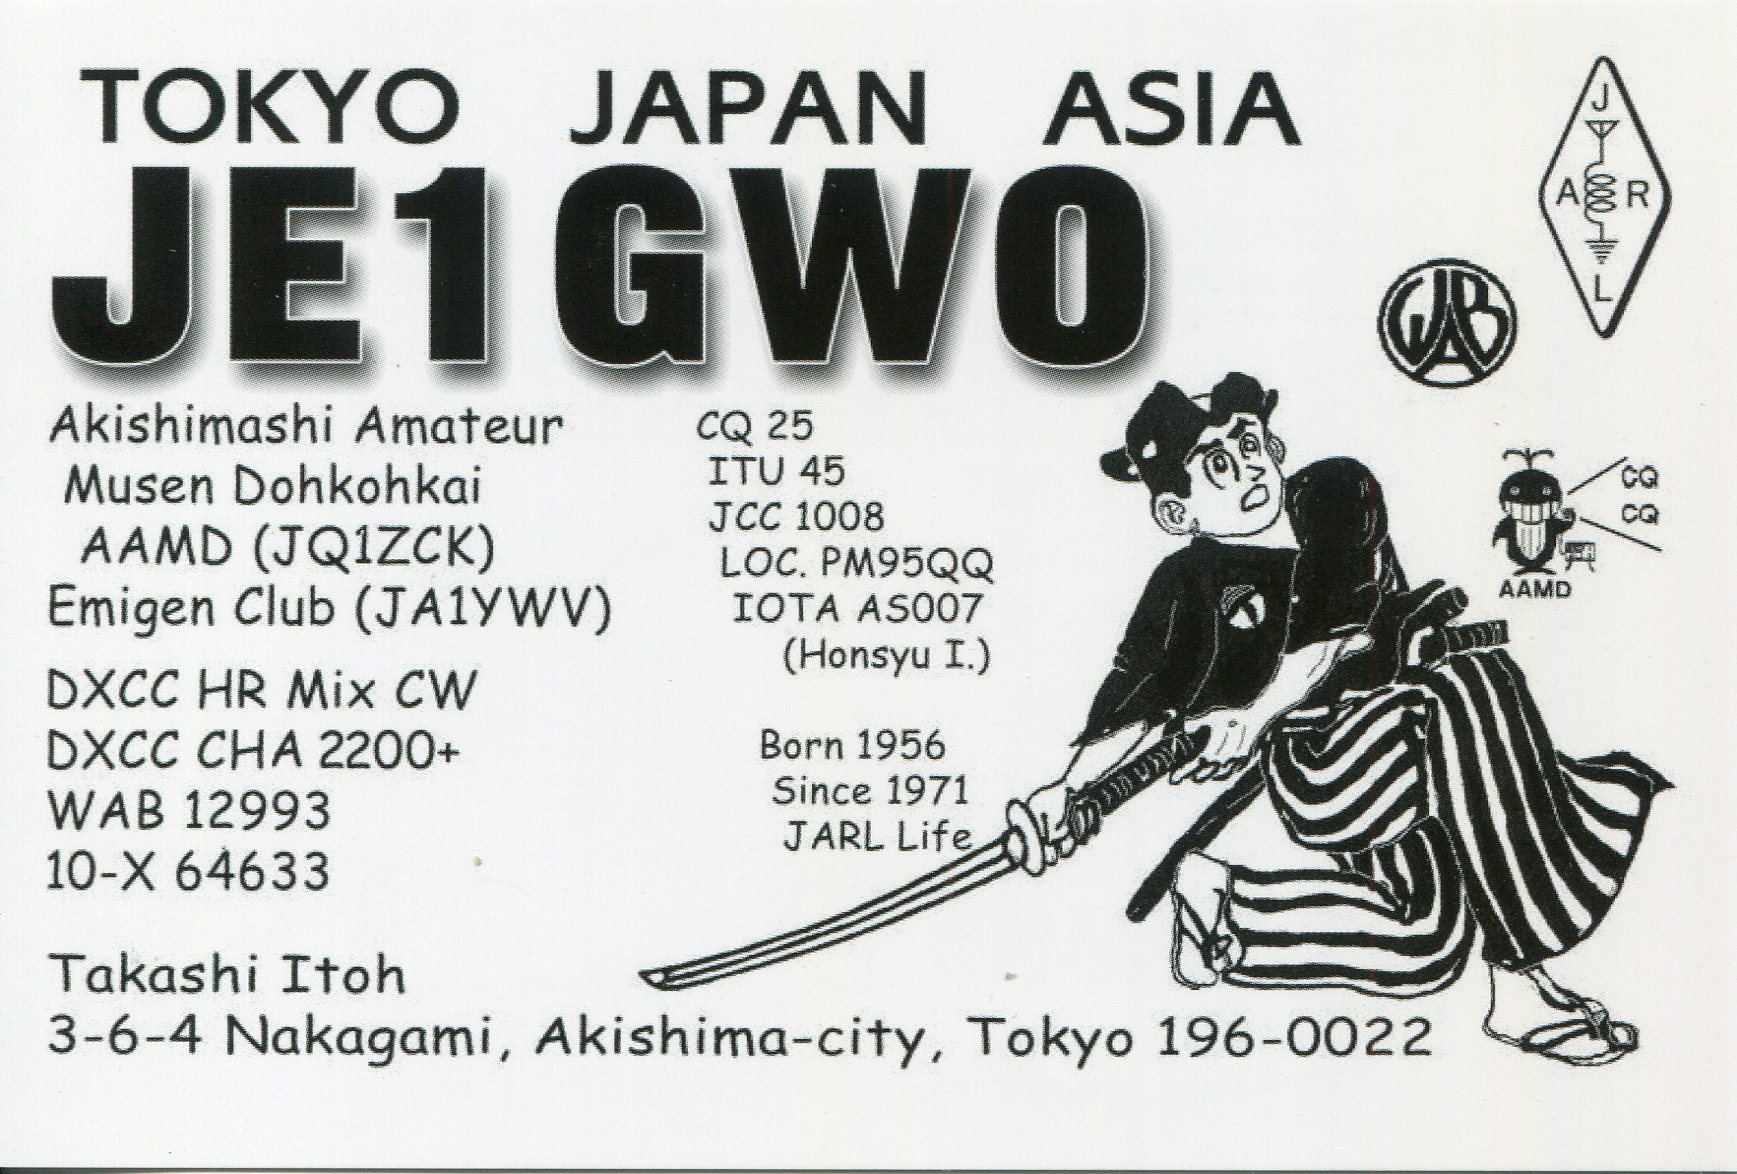 TOKYO JAPAN ASIA
JE1GWO
Akishimashi Amateur
Musen Dohkohkai
AAMD (JQ1ZCK)
Emigen Club (JA1YWV)
DXCC HR Mix CW
DXCC CHA 2200+
WAB 12993
10-X 64633
CQ 25
ITU 45
JCC 1008
LOC. PM95QQ
IOTA AS007
(Honsyu I.)
Born 1956
Since 1971
JARL Life
Takashi Itoh
3-6-4 Nakagami, Akishima-city, Tokyo 196-0022
J
A R
L
WAB
CQ
CQ
AAMD